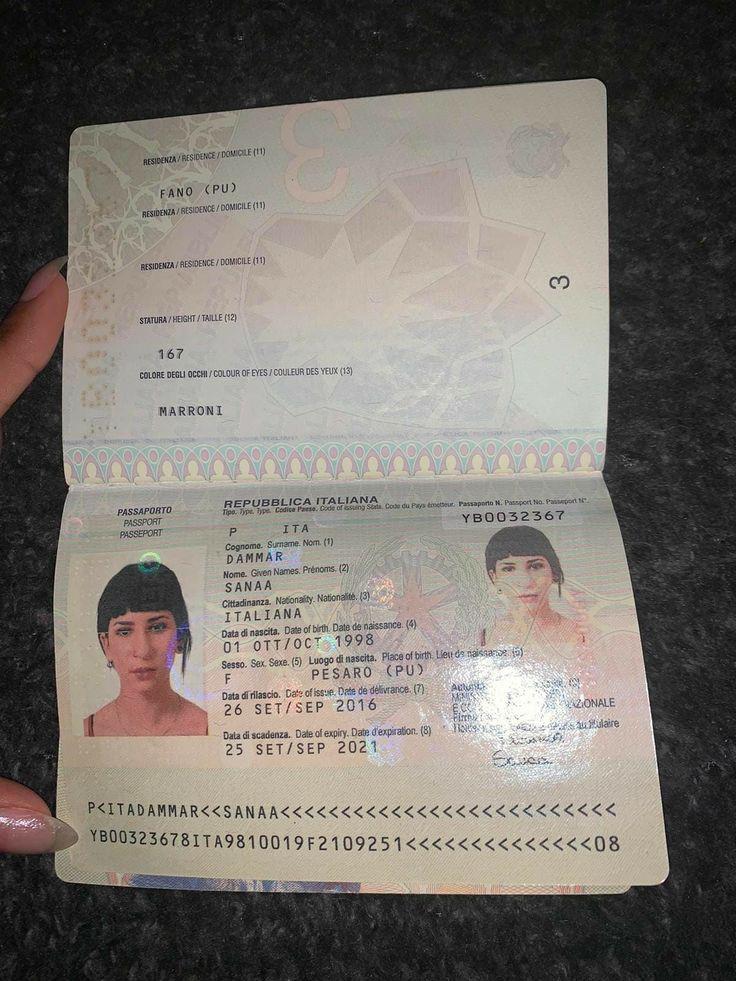 RESIDENZA / RESIDENCE / DOMICILE (11)
FANO (PU)
RESIDENZA / RESIDENCE / DOMICILE (11)
RESIDENZA / RESIDENCE / DOMICILE (11)
STATURA / HEIGHT / TAILLE (12)
167
COLORE DEGLI OCCHI / COLOUR OF EYES / COULEUR DES YEUX (13)
MARRONI
3
3
PASSAPORTO
PASSPORT
PASSEPORT
REPUBBLICA ITALIANA
Tipo. Type. Type. Codice Paese. Code of issuing State. Code du Pays émetteur. Passaporto N. Passport No. Passeport N°.
P ITA YB0032367
Cognome. Surname. Nom. (1)
DAMMAR
Nome. Given Names. Prénoms. (2)
SANAA
Cittadinanza. Nationality. Nationalité. (3)
ITALIANA
Data di nascita. Date of birth. Date de naissance. (4)
01 OTT/OCT 1998
Sesso. Sex. Sexe. (5) Luogo di nascita. Place of birth. Lieu de naissance. (6)
F PESARO (PU)
Data di rilascio. Date of issue. Date de délivrance. (7)
26 SET/SEP 2016
Data di scadenza. Date of expiry. Date d'expiration. (8)
25 SET/SEP 2021
P<ITADAMMAR<<SANAA<<<<<<<<<<<<<<<<<<<<<<<<<<
YB00323678ITA9810019F2109251<<<<<<<<<<<<<<08